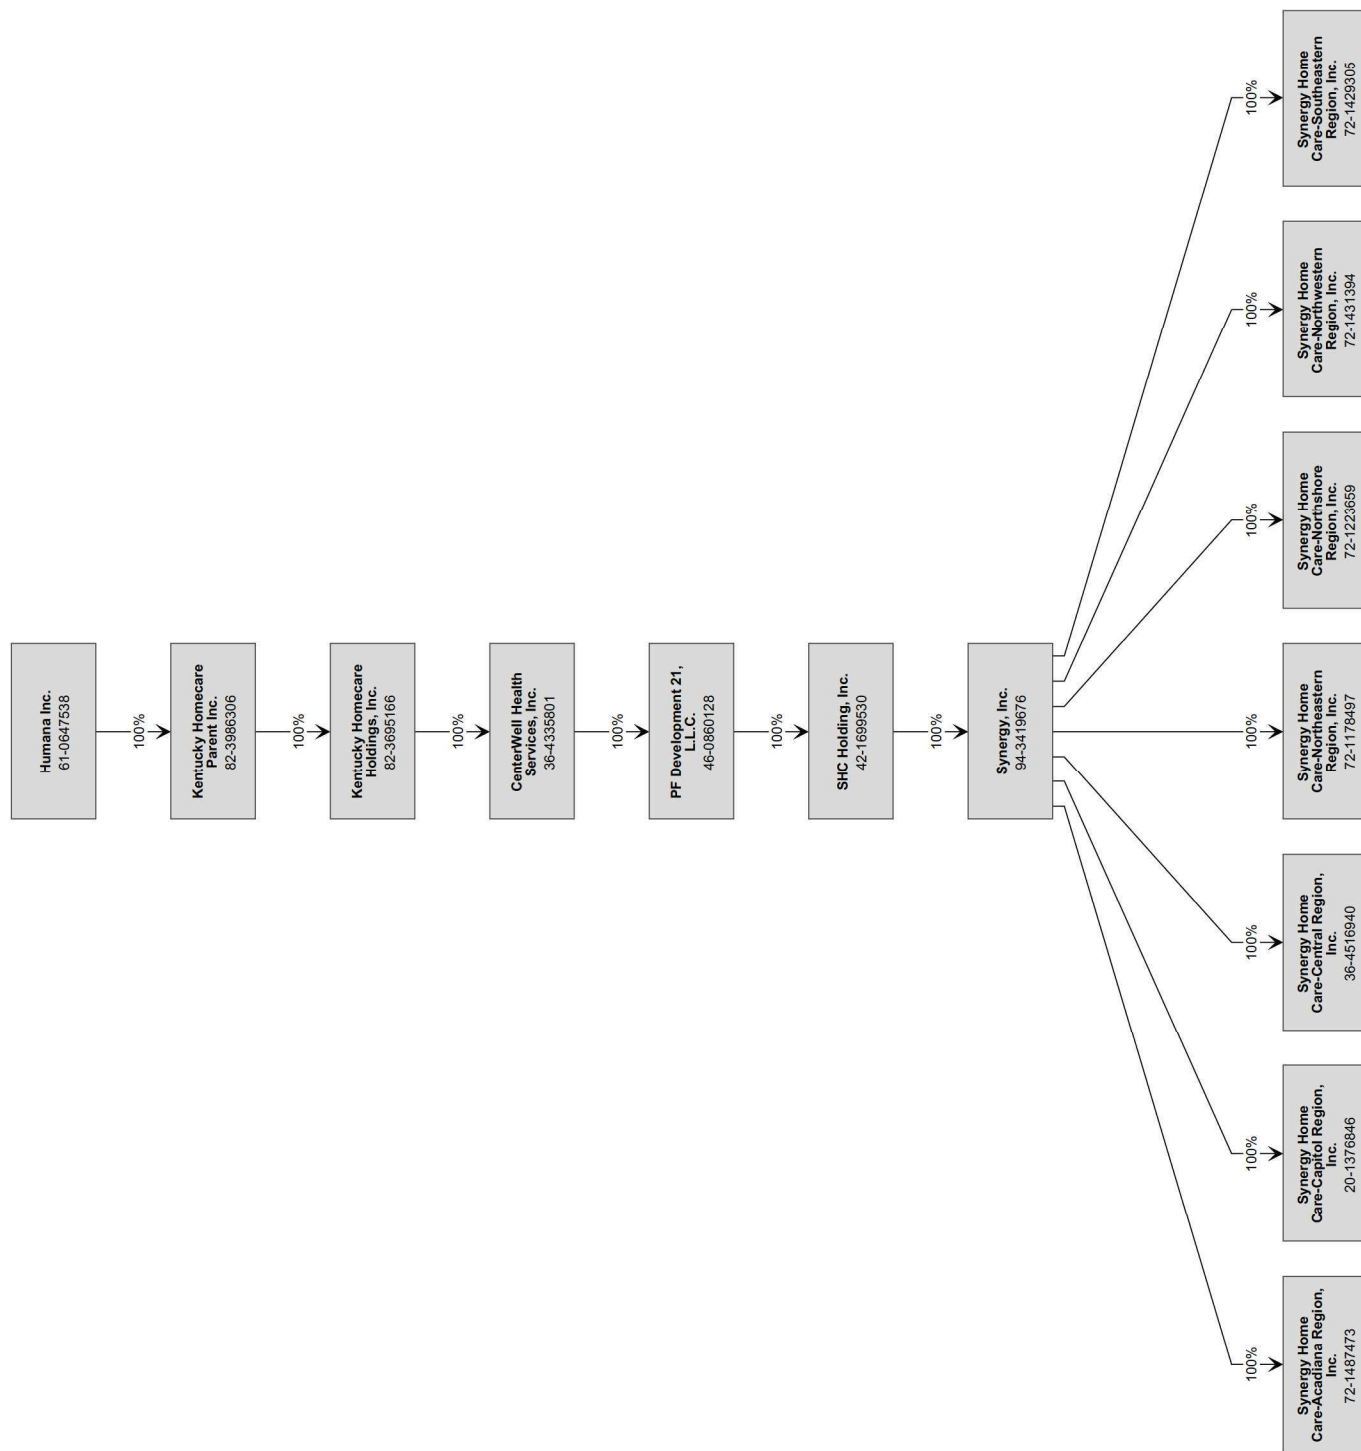 Humana Inc.
61-0647538
100%
Kentucky Homecare
Parent Inc.
82-3986306
100%
Kentucky Homecare
Holdings, Inc.
82-3695166
100%
CenterWell Health
Services, Inc.
36-4335801
100%
PF Development 21,
L.L.C.
46-0860128
100%
SHC Holding, Inc.
42-1699530
100%
Synergy, Inc.
94-3419676
100%
100%
100%
100%
100%
100%
100%
Synergy Home
Care-Acadiana Region,
Inc.
72-1487473
Synergy Home
Care-Capitol Region,
Inc.
20-1376846
Synergy Home
Care-Central Region,
Inc.
36-4516940
Synergy Home
Care-Northeastern
Region, Inc.
72-1178497
Synergy Home
Care-Northshore
Region, Inc.
72-1223659
Synergy Home
Care-Northwestern
Region, Inc.
72-1431394
Synergy Home
Care-Southeastern
Region, Inc.
72-1429305